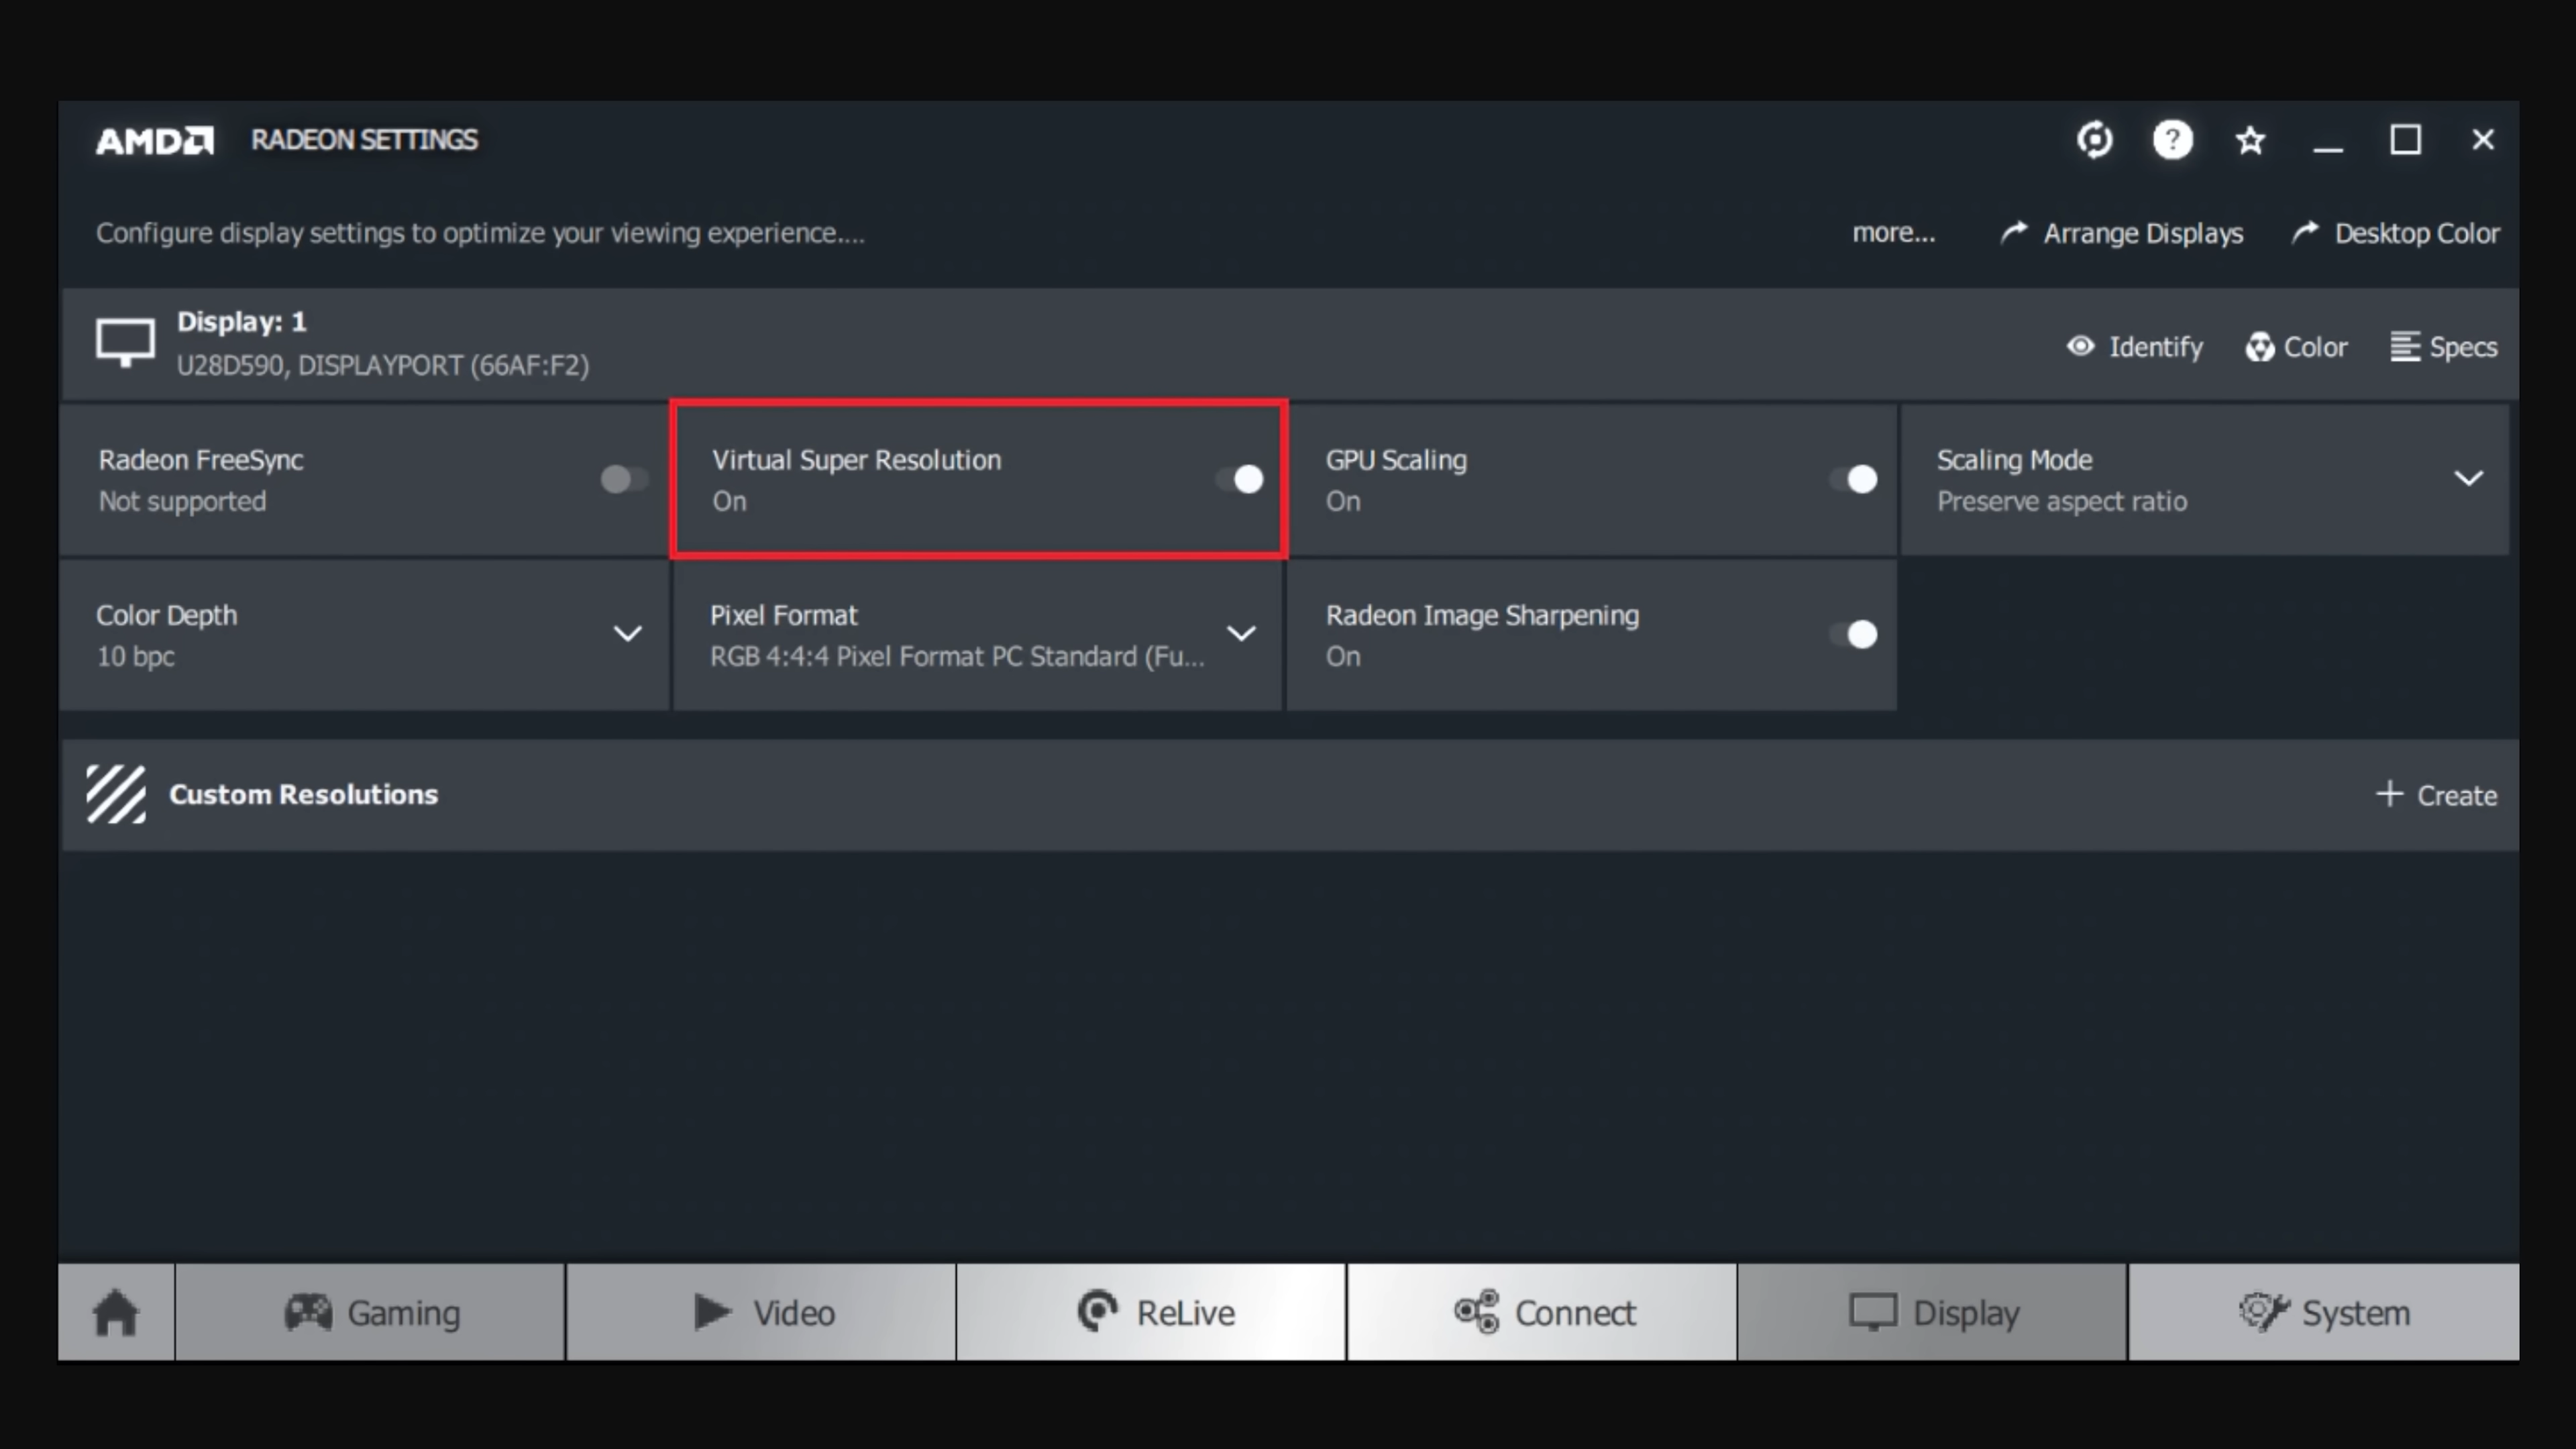 AMD RADEON SETTINGS
Configure display settings to optimize your viewing experience....
more... Arrange Displays Desktop Color
Display: 1
U28D590, DISPLAYPORT (66AF:F2)
Identify Color Specs
Radeon FreeSync
Not supported
Virtual Super Resolution
On
GPU Scaling
On
Scaling Mode
Preserve aspect ratio
Color Depth
10 bpc
Pixel Format
RGB 4:4:4 Pixel Format PC Standard (Fu...
Radeon Image Sharpening
On
Custom Resolutions
Create
Gaming Video ReLive Connect Display System